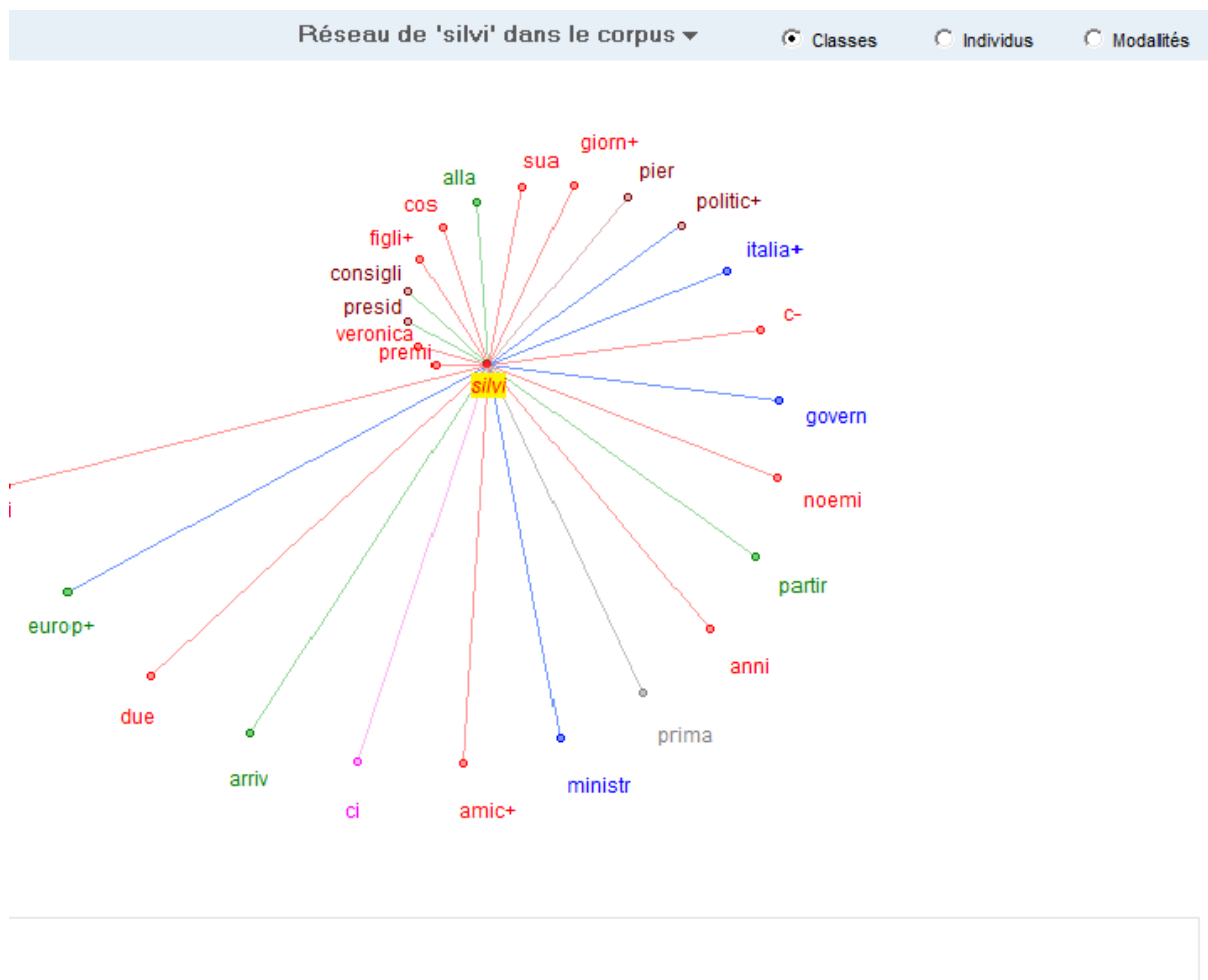 Réseau de 'silvi' dans le corpus
Classes
Individus
Modalités
giorn+
sua
pier
alla
politic+
cos
figli+
italia+
consigli
presid
c-
veronica
premi
silvi
govern
noemi
i
partir
europ+
anni
due
prima
arriv
ministr
ci
amic+